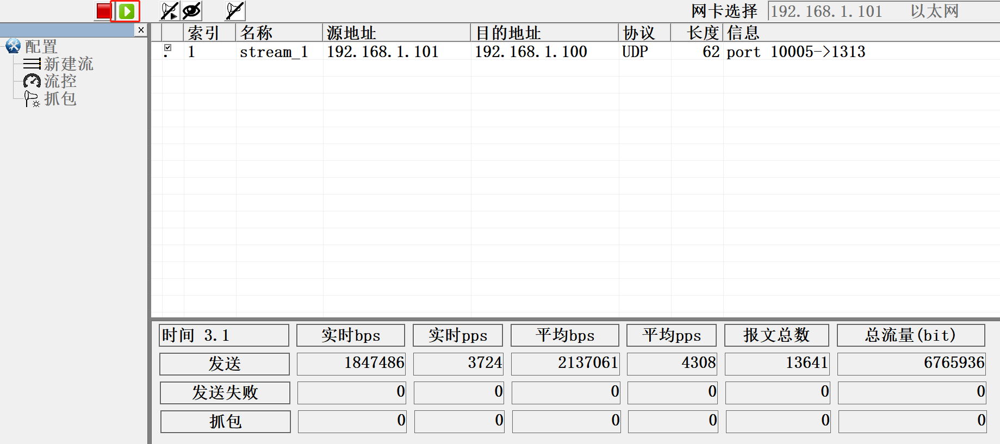 网卡选择 192.168.1.101 以太网
配置
新建流
流控
抓包
索引 名称 源地址 目的地址 协议 长度 信息
1 stream_1 192.168.1.101 192.168.1.100 UDP 62 port 10005->1313
时间 3.1 实时bps 实时pps 平均bps 平均pps 报文总数 总流量(bit)
发送 1847486 3724 2137061 4308 13641 6765936
发送失败 0 0 0 0 0 0
抓包 0 0 0 0 0 0